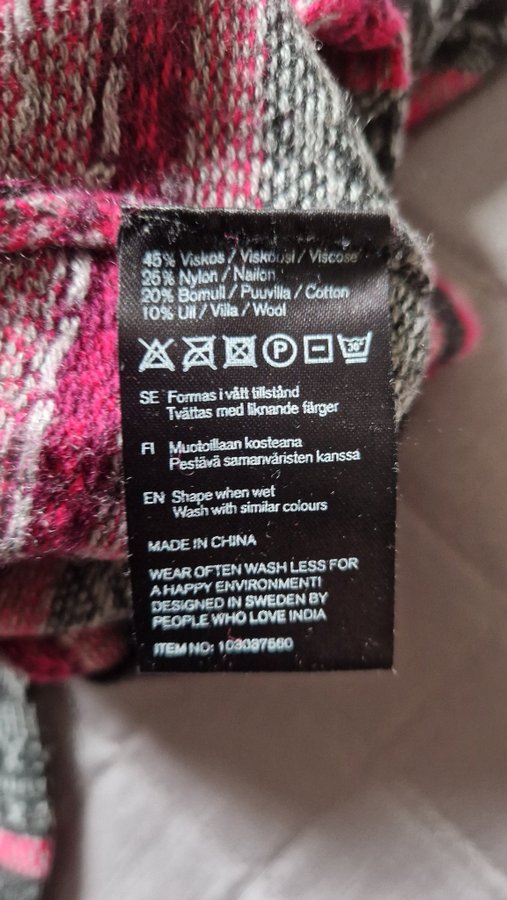 45% Viskos / Viskoosi / Viscose
25% Nylon / Nailon
20% Bomull / Puuvilla / Cotton
10% Ull / Villa / Wool
P 30°
SE Formas i vått tillstånd
Tvättas med liknande färger
FI Muotoillaan kosteana
Pestävä samanväristen kanssa
EN Shape when wet
Wash with similar colours
MADE IN CHINA
WEAR OFTEN WASH LESS FOR
A HAPPY ENVIRONMENT!
DESIGNED IN SWEDEN BY
PEOPLE WHO LOVE INDIA
ITEM NO: 103037560